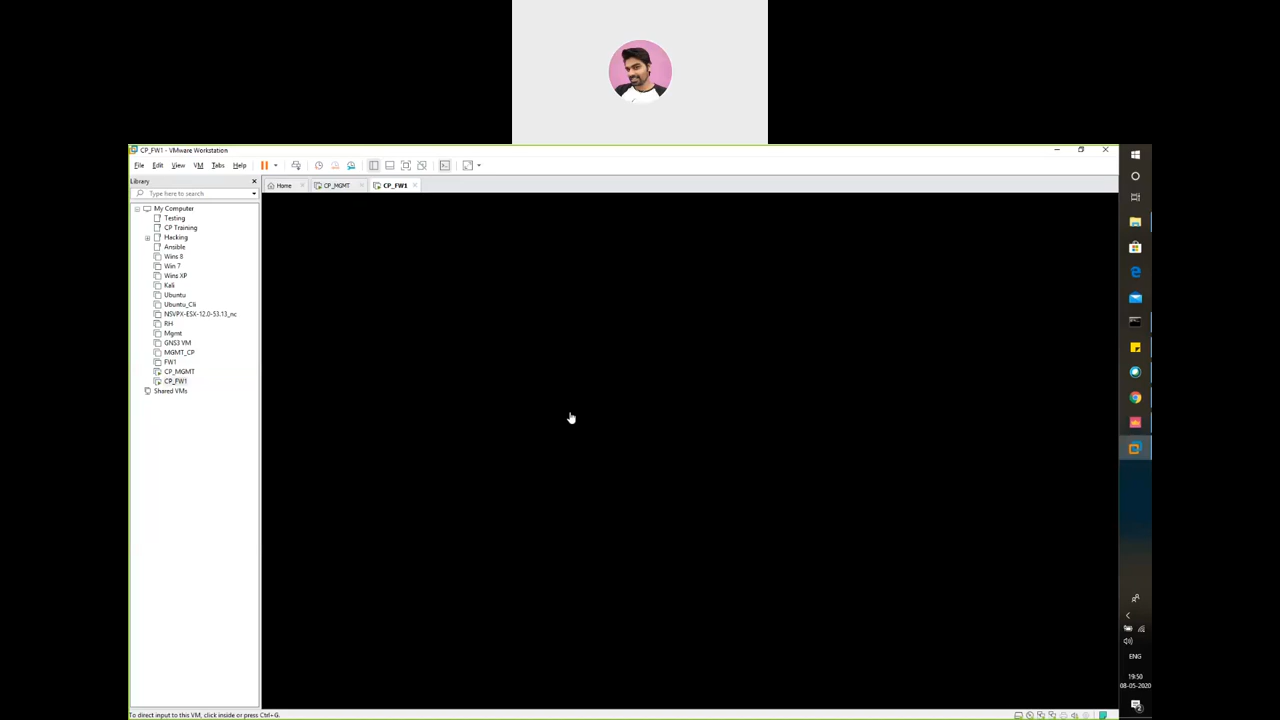 CP_FW1 - VMware Workstation
File Edit View VM Tabs Help
Library
Type here to search
Home
CP_MGMT
CP_FW1
My Computer
Testing
CP Training
Hacking
Ansible
Wins 8
Win 7
Wins XP
Kali
Ubuntu
Ubuntu_Cli
NSVPX-ESX-12.0-53.13_nc
RH
Mgmt
GNS3 VM
MGMT_CP
FW1
CP_MGMT
CP_FW1
Shared VMs
ENG
19:50
08-05-2020
To direct input to this VM, click inside or press Ctrl+G.